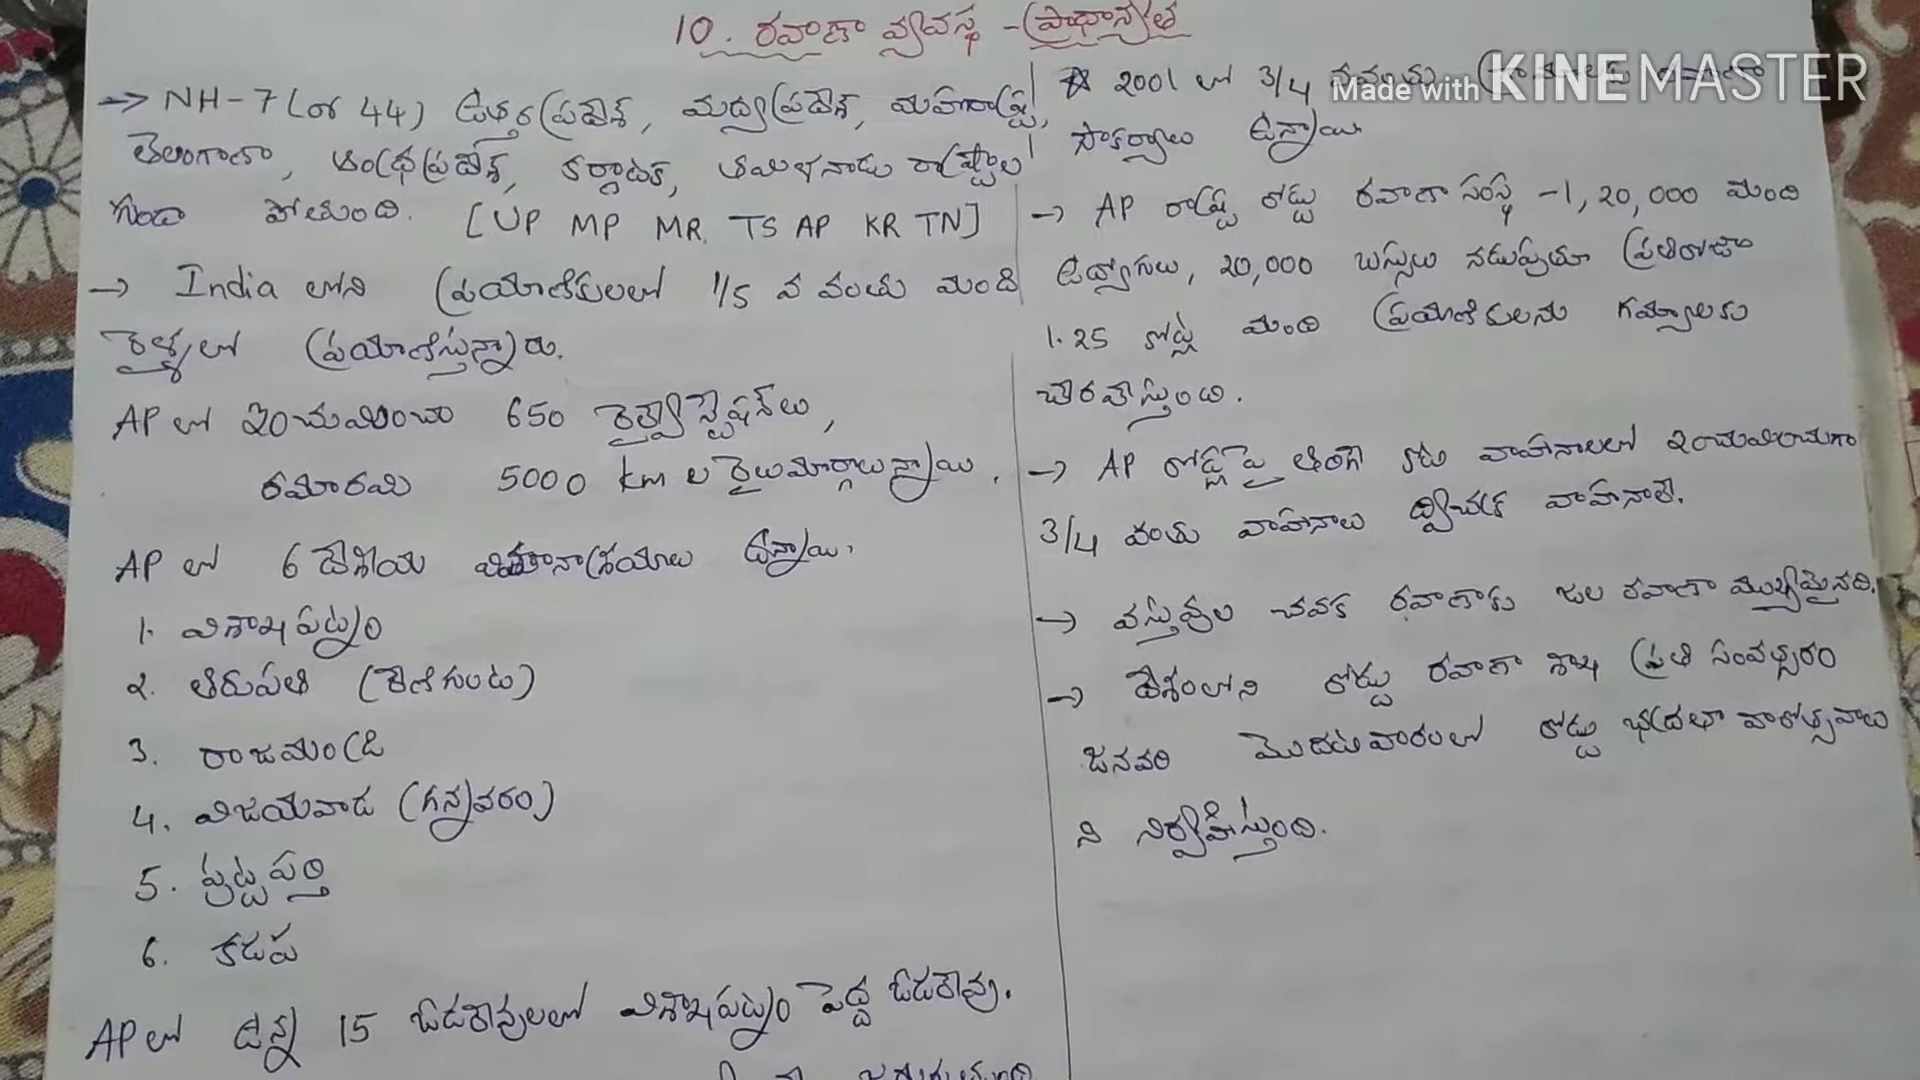 10. రవాణా వ్యవస్థ - ప్రాధాన్యత
→ NH-7 (or 44) ఉత్తరప్రదేశ్, మధ్యప్రదేశ్, మహారాష్ట్ర,
తెలంగాణా, ఆంధ్రప్రదేశ్, కర్ణాటక, తమిళనాడు రాష్ట్రాల
గుండా పోతుంది. [UP MP MR. TS AP KR TN]
→ India లోని ప్రయాణికులలో 1/5 వ వంతు మంది
రైళ్ళలో ప్రయాణిస్తున్నారు.
AP లో ఇంచుమించు 650 రైల్వేస్టేషన్‌లు,
రమారమి 5000 km ల రైలుమార్గాలున్నాయి.
AP లో 6 దేశీయ విమానాశ్రయాలు ఉన్నాయి.
1. విశాఖపట్నం
2. తిరుపతి (రేణిగుంట)
3. రాజమండ్రి
4. విజయవాడ (గన్నవరం)
5. పుట్టపర్తి
6. కడప
AP లో ఉన్న 15 ఓడరేవులలో విశాఖపట్నం పెద్ద ఓడరేవు.
2001 లో 3/4
సౌకర్యాలు ఉన్నాయి
→ AP రాష్ట్ర రోడ్డు రవాణా సంస్థ - 1,20,000 మంది
ఉద్యోగులు, 20,000 బస్సులు నడుపుతూ ప్రతిరోజూ
1.25 కోట్ల మంది ప్రయాణికులను గమ్యాలకు
చేరవేస్తుంది.
→ AP రోడ్లపై తిరిగే వాహనాలలో ఇంచుమించుగా
3/4 వంతు వాహనాలు ద్విచక్ర వాహనాలే.
→ వస్తువుల చవక రవాణాకు జల రవాణా ముఖ్యమైనది.
→ దేశంలోని రోడ్డు రవాణా శాఖ ప్రతి సంవత్సరం
జనవరి మొదటివారంలో రోడ్డు భద్రతా వారోత్సవాలు
ని నిర్వహిస్తుంది.
Made with KINEMASTER